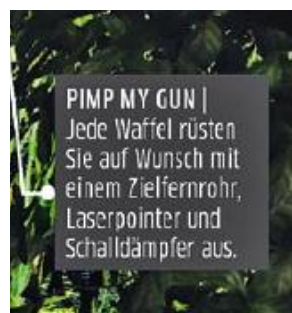 PIMP MY GUN |
Jede Waffel rüsten
Sie auf Wunsch mit
einem Zielfernrohr,
Laserpointer und
Schalldämpfer aus.